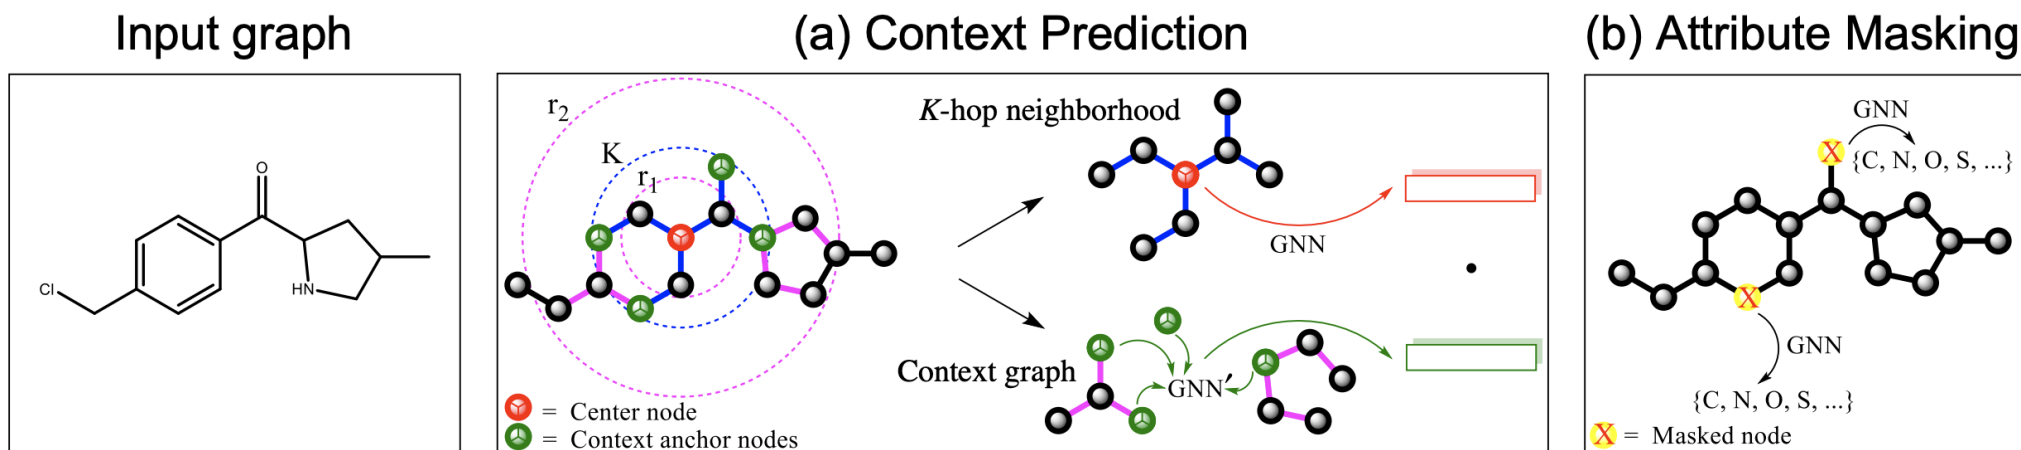 Input graph
O
Cl
HN
(a) Context Prediction
r2
K
r1
K-hop neighborhood
GNN
Context graph
GNN′
= Center node
= Context anchor nodes
(b) Attribute Masking
GNN
X
{C, N, O, S, ...}
X
GNN
{C, N, O, S, ...}
X = Masked node